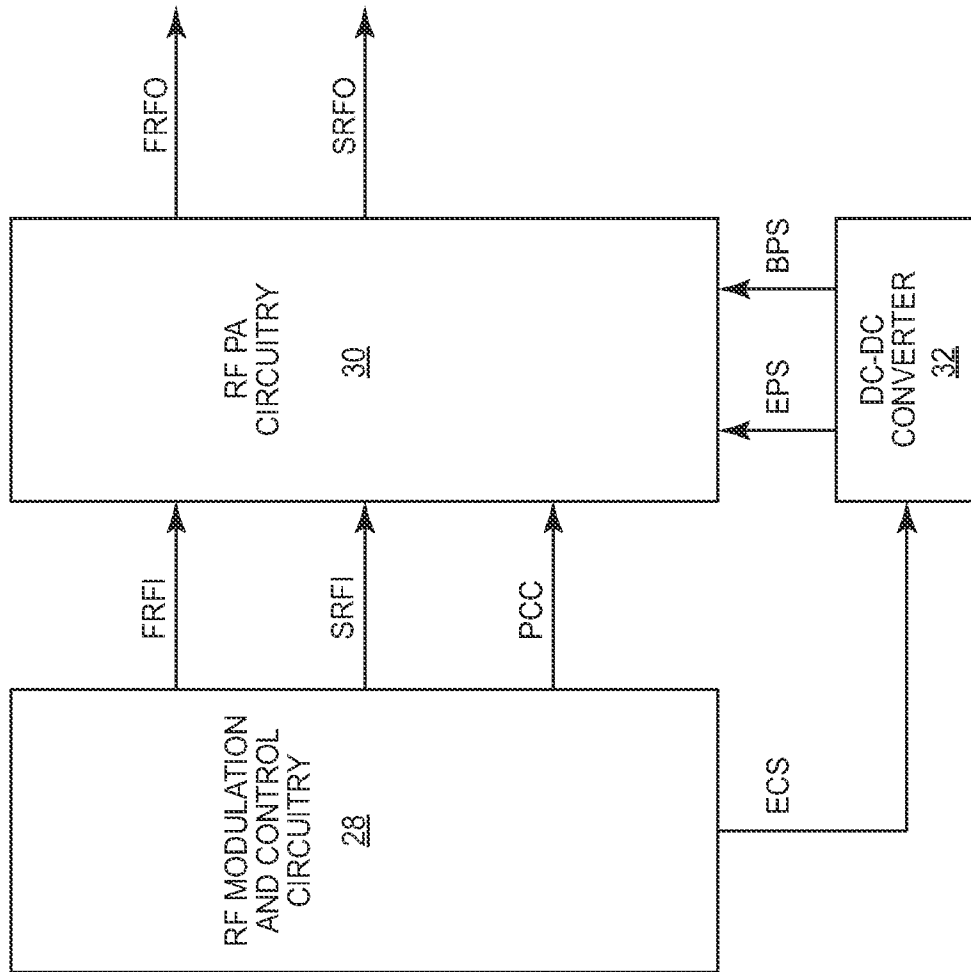 RF MODULATION
AND CONTROL
CIRCUITRY
28
FRFI
SRFI
PCC
ECS
RF PA
CIRCUITRY
30
EPS
BPS
DC-DC
CONVERTER
32
FRFO
SRFO